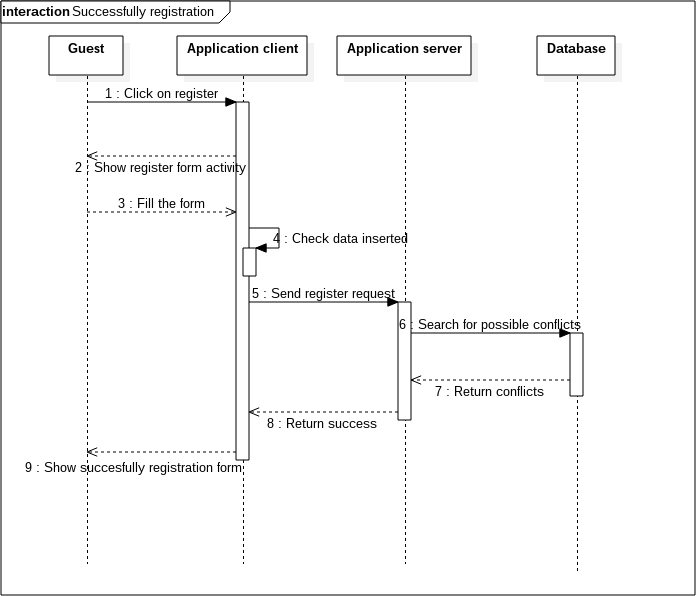 interaction Successfully registration
Guest
Application client
Application server
Database
1 : Click on register
2 : Show register form activity
3 : Fill the form
4 : Check data inserted
5 : Send register request
6 : Search for possible conflicts
7 : Return conflicts
8 : Return success
9 : Show succesfully registration form